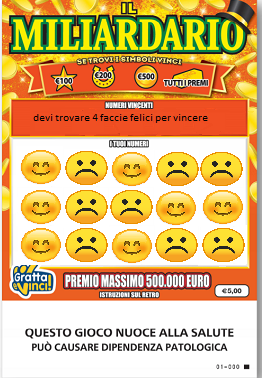 IL
MILIARDARIO
SE TROVI I SIMBOLI VINCI
€100
€200
€500
TUTTI I PREMI
NUMERI VINCENTI
devi trovare 4 faccie felici per vincere
I TUOI NUMERI
Gratta
e vinci!
PREMIO MASSIMO 500.000 EURO
ISTRUZIONI SUL RETRO
€5,00
QUESTO GIOCO NUOCE ALLA SALUTE
PUÒ CAUSARE DIPENDENZA PATOLOGICA
01-000